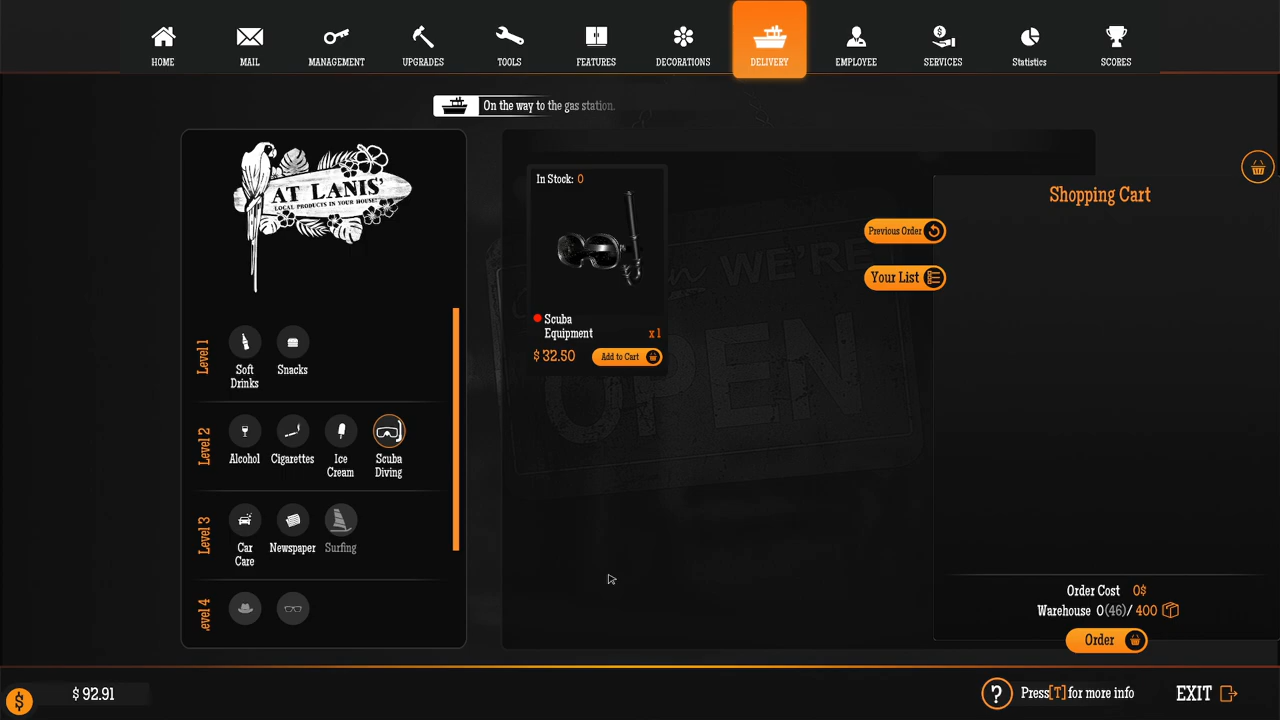 HOME
MAIL
MANAGEMENT
UPGRADES
TOOLS
FEATURES
DECORATIONS
DELIVERY
EMPLOYEE
SERVICES
Statistics
SCORES
On the way to the gas station.
AT LANIS'
LOCAL PRODUCTS IN YOUR HOUSE!
In Stock: 0
Scuba
Equipment
x 1
$ 32.50
Add to Cart
Previous Order
Your List
Shopping Cart
WE'RE
OPEN
Level 1
Soft
Drinks
Snacks
Level 2
Alcohol
Cigarettes
Ice
Cream
Scuba
Diving
Level 3
Car
Care
Newspaper
Surfing
evel 4
Order Cost 0$
Warehouse 0(46)/ 400
Order
$ 92.91
? Press[T] for more info
EXIT